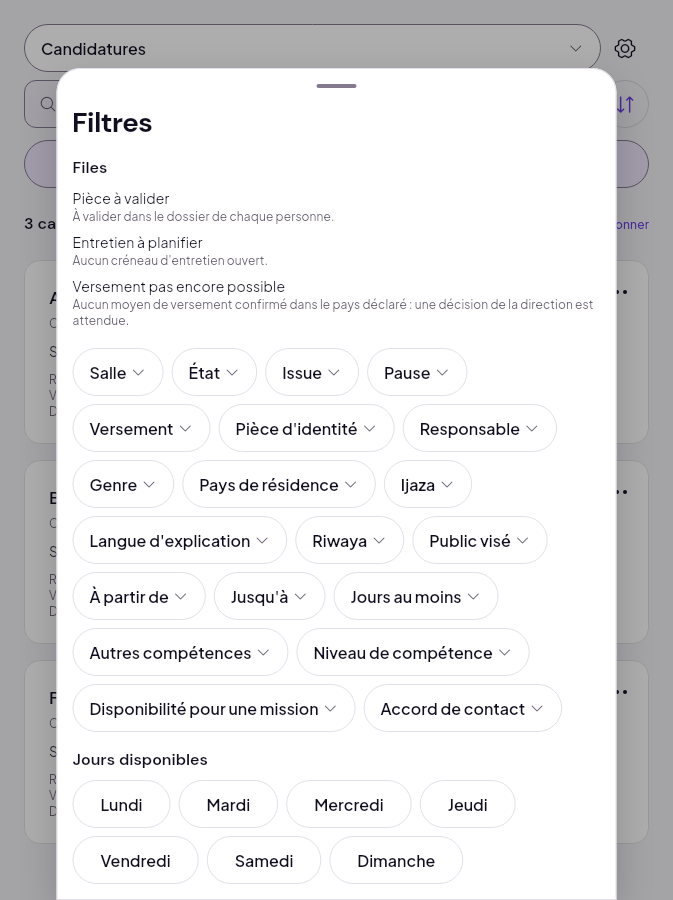 Candidatures
Filtres
Files
Pièce à valider
À valider dans le dossier de chaque personne.
Entretien à planifier
Aucun créneau d'entretien ouvert.
Versement pas encore possible
Aucun moyen de versement confirmé dans le pays déclaré : une décision de la direction est
attendue.
3 ca
onner
Salle
État
Issue
Pause
Versement
Pièce d'identité
Responsable
Genre
Pays de résidence
Ijaza
Langue d'explication
Riwaya
Public visé
À partir de
Jusqu'à
Jours au moins
Autres compétences
Niveau de compétence
Disponibilité pour une mission
Accord de contact
Jours disponibles
Lundi
Mardi
Mercredi
Jeudi
Vendredi
Samedi
Dimanche